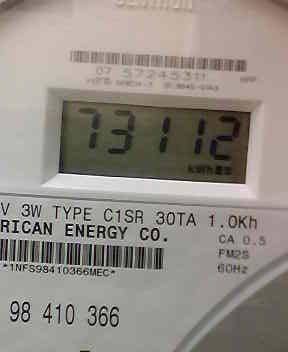 07 57245311
73112
kWh
V 3W TYPE C1SR 30TA 1.0Kh
RICAN ENERGY CO.
CA 0.5
FM2S
60Hz
*1NFS98410366MEC*
98 410 366